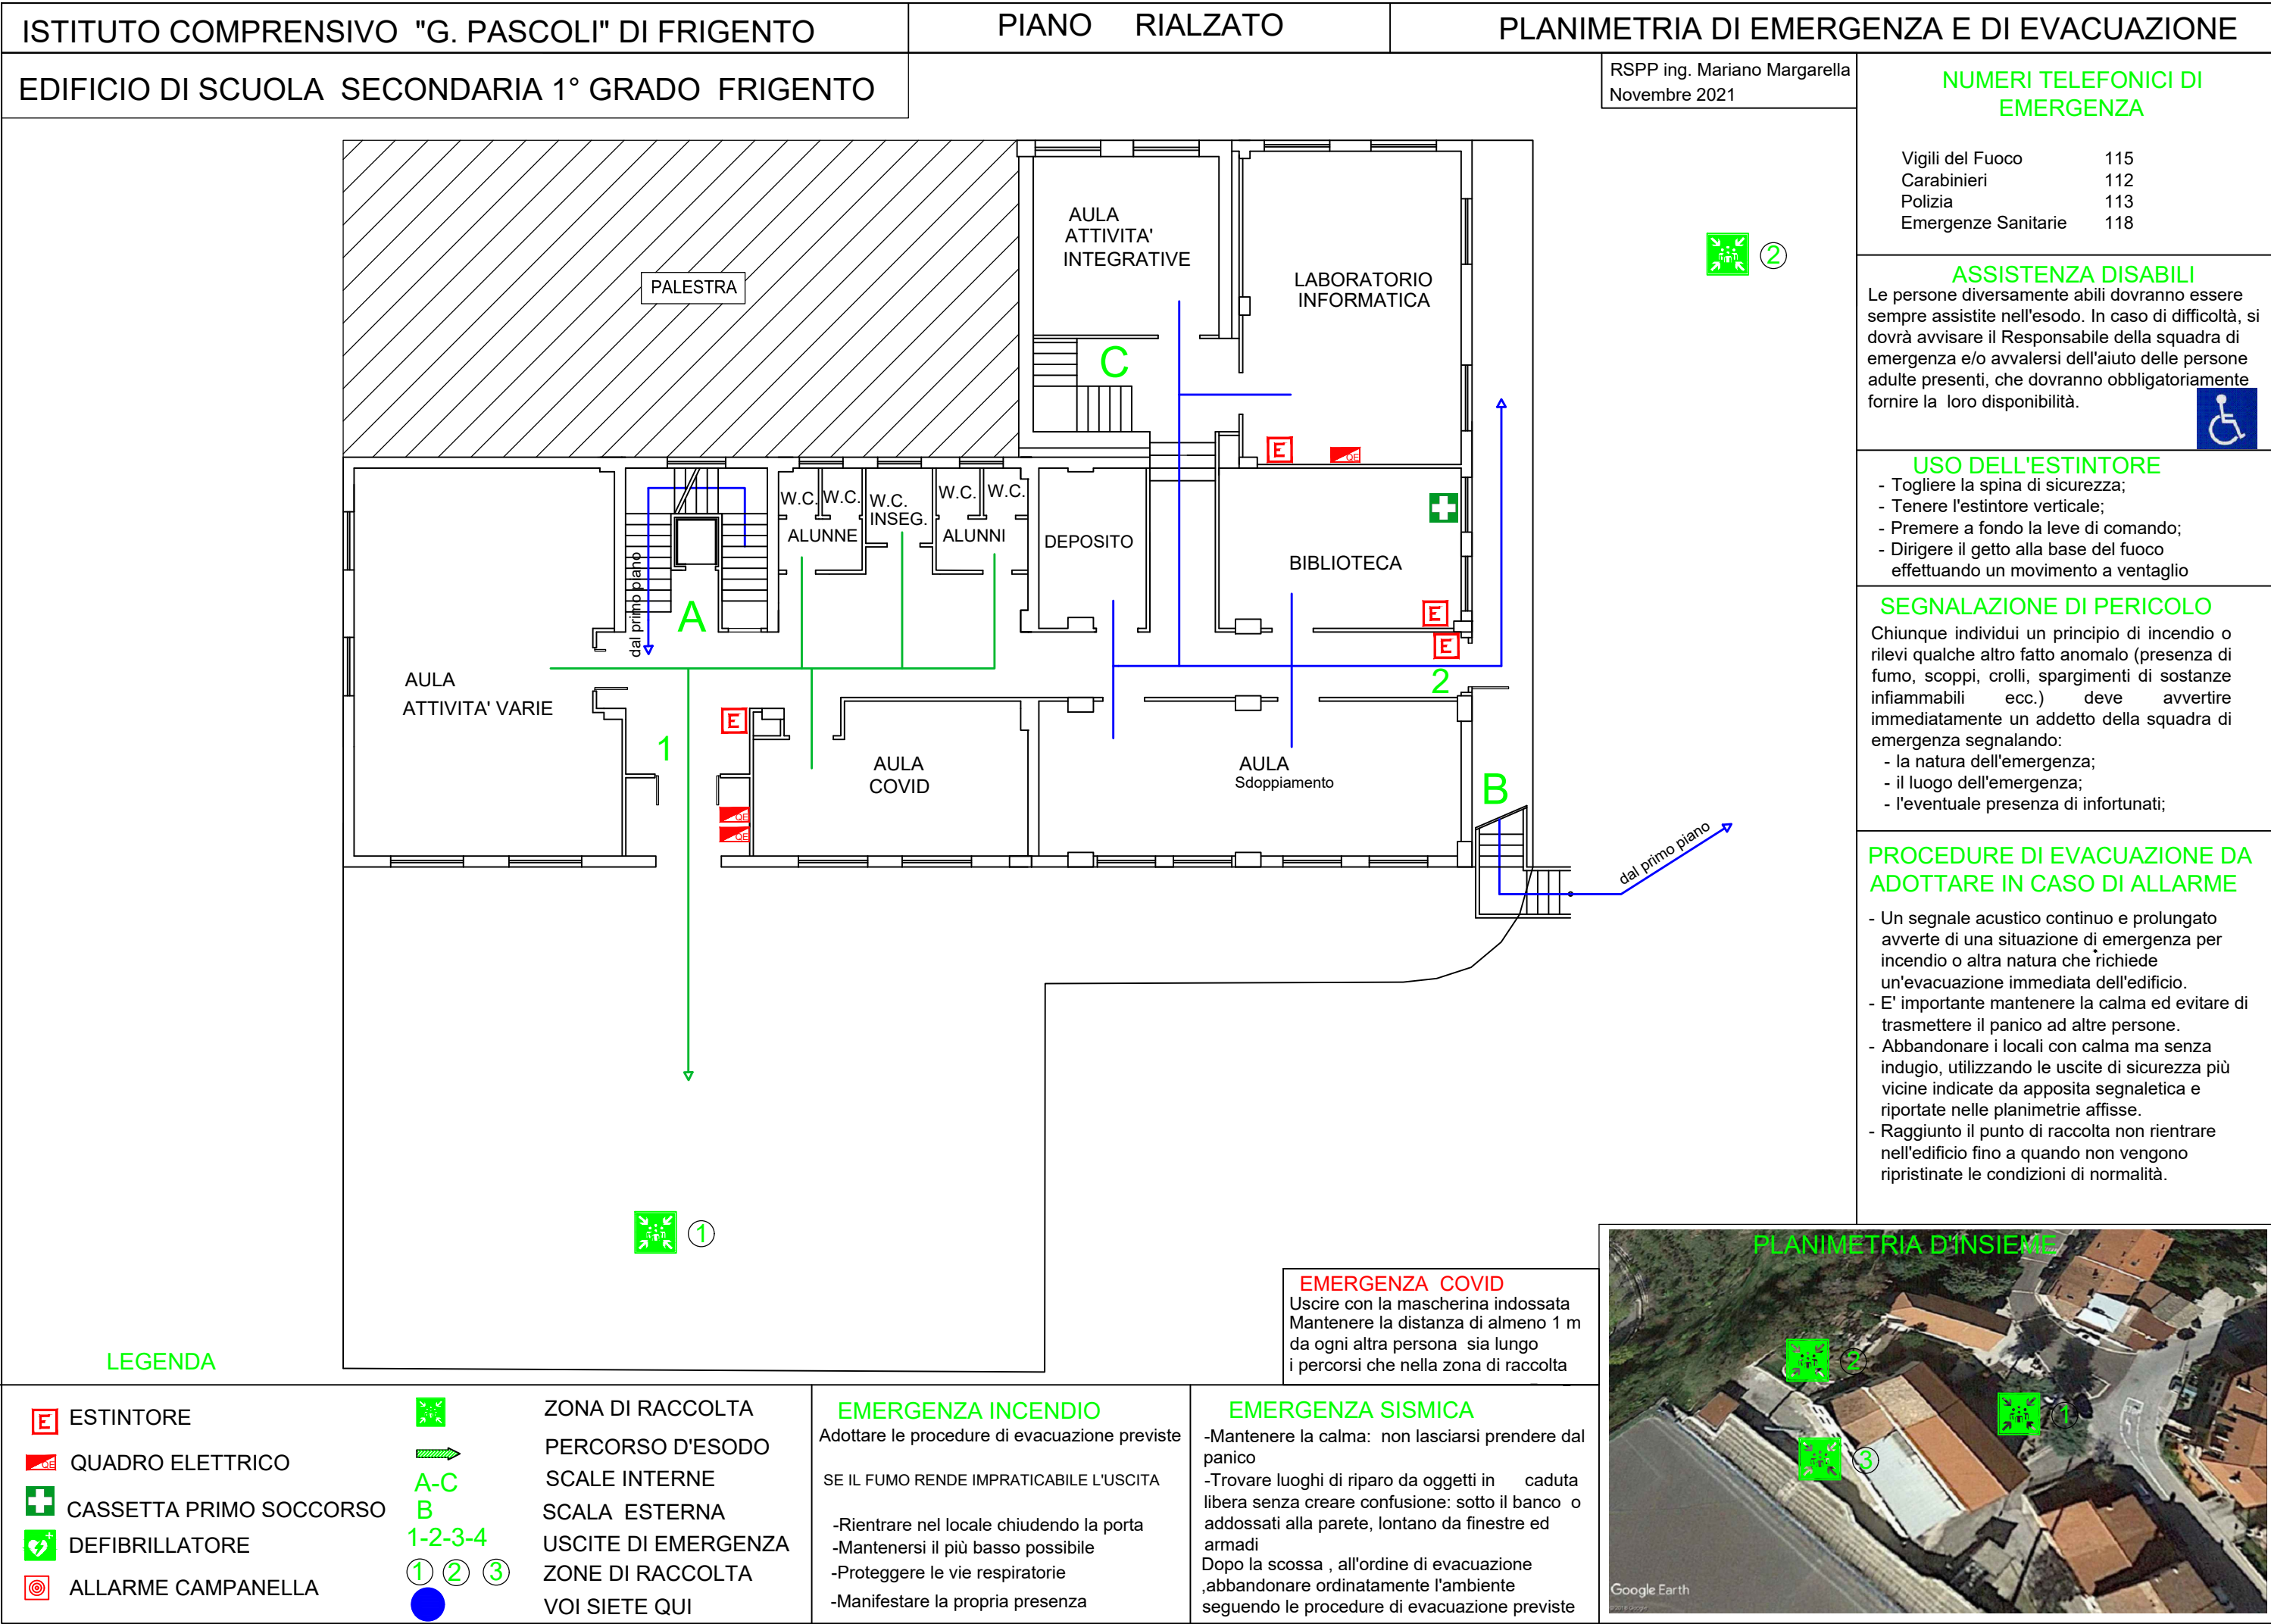 ISTITUTO COMPRENSIVO "G. PASCOLI" DI FRIGENTO
PIANO RIALZATO
PLANIMETRIA DI EMERGENZA E DI EVACUAZIONE
EDIFICIO DI SCUOLA SECONDARIA 1° GRADO FRIGENTO
RSPP ing. Mariano Margarella
Novembre 2021
NUMERI TELEFONICI DI
EMERGENZA
Vigili del Fuoco 115
Carabinieri 112
Polizia 113
Emergenze Sanitarie 118
ASSISTENZA DISABILI
Le persone diversamente abili dovranno essere
sempre assistite nell'esodo. In caso di difficoltà, si
dovrà avvisare il Responsabile della squadra di
emergenza e/o avvalersi dell'aiuto delle persone
adulte presenti, che dovranno obbligatoriamente
fornire la loro disponibilità.
USO DELL'ESTINTORE
- Togliere la spina di sicurezza;
- Tenere l'estintore verticale;
- Premere a fondo la leve di comando;
- Dirigere il getto alla base del fuoco
effettuando un movimento a ventaglio
SEGNALAZIONE DI PERICOLO
Chiunque individui un principio di incendio o
rilevi qualche altro fatto anomalo (presenza di
fumo, scoppi, crolli, spargimenti di sostanze
infiammabili ecc.) deve avvertire
immediatamente un addetto della squadra di
emergenza segnalando:
- la natura dell'emergenza;
- il luogo dell'emergenza;
- l'eventuale presenza di infortunati;
PROCEDURE DI EVACUAZIONE DA
ADOTTARE IN CASO DI ALLARME
- Un segnale acustico continuo e prolungato
avverte di una situazione di emergenza per
incendio o altra natura che richiede
un'evacuazione immediata dell'edificio.
- E' importante mantenere la calma ed evitare di
trasmettere il panico ad altre persone.
- Abbandonare i locali con calma ma senza
indugio, utilizzando le uscite di sicurezza più
vicine indicate da apposita segnaletica e
riportate nelle planimetrie affisse.
- Raggiunto il punto di raccolta non rientrare
nell'edificio fino a quando non vengono
ripristinate le condizioni di normalità.
PALESTRA
AULA
ATTIVITA'
INTEGRATIVE
LABORATORIO
INFORMATICA
2
C
E
QE
W.C.
W.C.
W.C.
INSEG.
W.C.
W.C.
ALUNNE
ALUNNI
DEPOSITO
BIBLIOTECA
dal primo piano
A
E
E
2
AULA
ATTIVITA' VARIE
E
1
AULA
COVID
AULA
Sdoppiamento
B
QE
QE
dal primo piano
1
EMERGENZA COVID
Uscire con la mascherina indossata
Mantenere la distanza di almeno 1 m
da ogni altra persona sia lungo
i percorsi che nella zona di raccolta
PLANIMETRIA D'INSIEME
2
1
3
Google Earth
LEGENDA
E ESTINTORE
QE QUADRO ELETTRICO
CASSETTA PRIMO SOCCORSO
DEFIBRILLATORE
ALLARME CAMPANELLA
ZONA DI RACCOLTA
PERCORSO D'ESODO
A-C SCALE INTERNE
B SCALA ESTERNA
1-2-3-4 USCITE DI EMERGENZA
1 2 3 ZONE DI RACCOLTA
VOI SIETE QUI
EMERGENZA INCENDIO
Adottare le procedure di evacuazione previste
SE IL FUMO RENDE IMPRATICABILE L'USCITA
-Rientrare nel locale chiudendo la porta
-Mantenersi il più basso possibile
-Proteggere le vie respiratorie
-Manifestare la propria presenza
EMERGENZA SISMICA
-Mantenere la calma: non lasciarsi prendere dal
panico
-Trovare luoghi di riparo da oggetti in caduta
libera senza creare confusione: sotto il banco o
addossati alla parete, lontano da finestre ed
armadi
Dopo la scossa , all'ordine di evacuazione
,abbandonare ordinatamente l'ambiente
seguendo le procedure di evacuazione previste